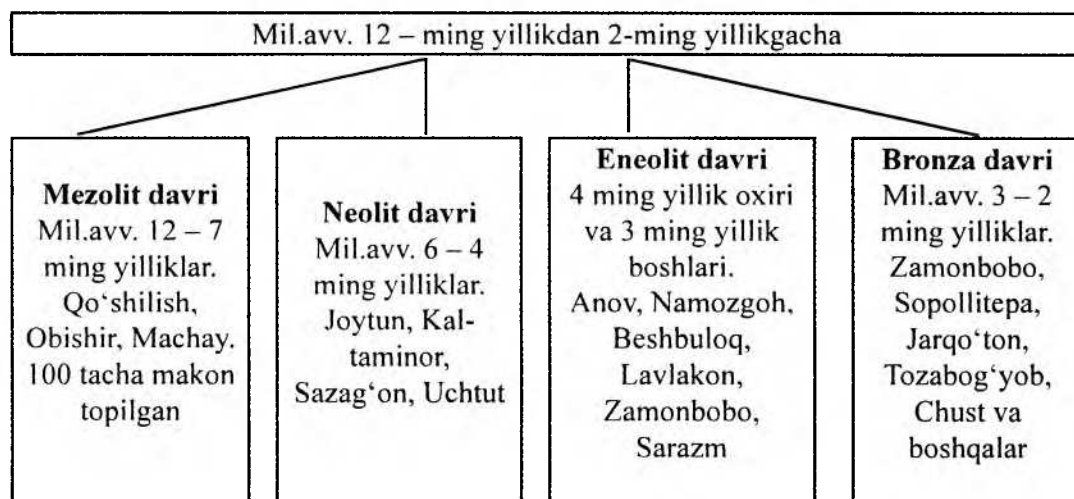 Mil.avv. 12 – ming yillikdan 2-ming yillikgacha
Mezolit davri
Mil.avv. 12 – 7
ming yilliklar.
Qo‘shilish,
Obishir, Machay.
100 tacha makon
topilgan
Neolit davri
Mil.avv. 6 – 4
ming yilliklar.
Joytun, Kal-
taminor,
Sazag‘on, Uchtut
Eneolit davri
4 ming yillik oxiri
va 3 ming yillik
boshlari.
Anov, Namozgoh,
Beshbuloq,
Lavlakon,
Zamonbobo,
Sarazm
Bronza davri
Mil.avv. 3 – 2
ming yilliklar.
Zamonbobo,
Sopollitepa,
Jarqo‘ton,
Tozabog‘yob,
Chust va
boshqalar